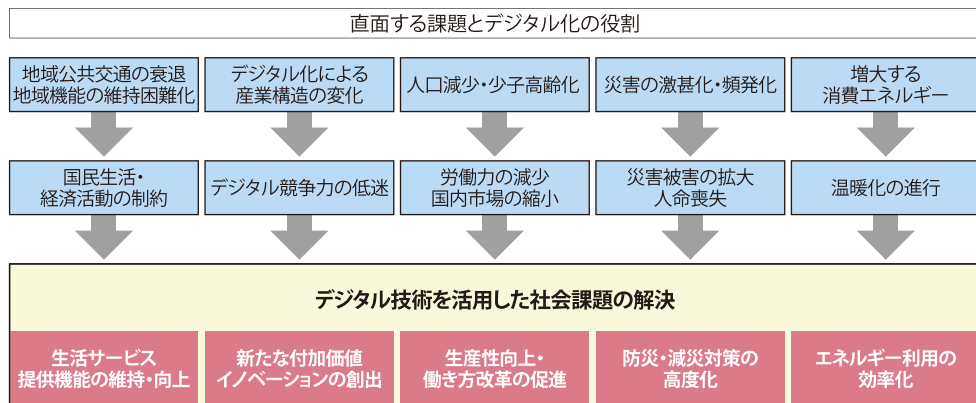 直面する課題とデジタル化の役割
地域公共交通の衰退
地域機能の維持困難化
デジタル化による
産業構造の変化
人口減少・少子高齢化
災害の激甚化・頻発化
増大する
消費エネルギー
国民生活・
経済活動の制約
デジタル競争力の低迷
労働力の減少
国内市場の縮小
災害被害の拡大
人命喪失
温暖化の進行
デジタル技術を活用した社会課題の解決
生活サービス
提供機能の維持・向上
新たな付加価値
イノベーションの創出
生産性向上・
働き方改革の促進
防災・減災対策の
高度化
エネルギー利用の
効率化